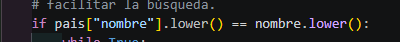 # facilitar la búsqueda.
if pais["nombre"].lower() == nombre.lower():
while True: